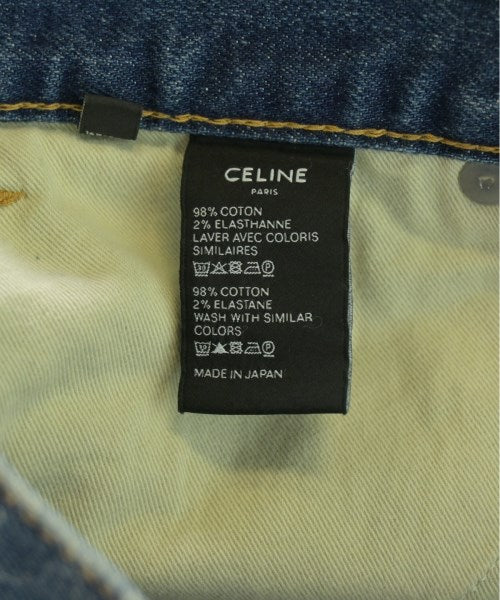 CELINE
PARIS
98% COTON
2% ELASTHANNE
LAVER AVEC COLORIS
SIMILAIRES
98% COTTON
2% ELASTANE
WASH WITH SIMILAR
COLORS
MADE IN JAPAN